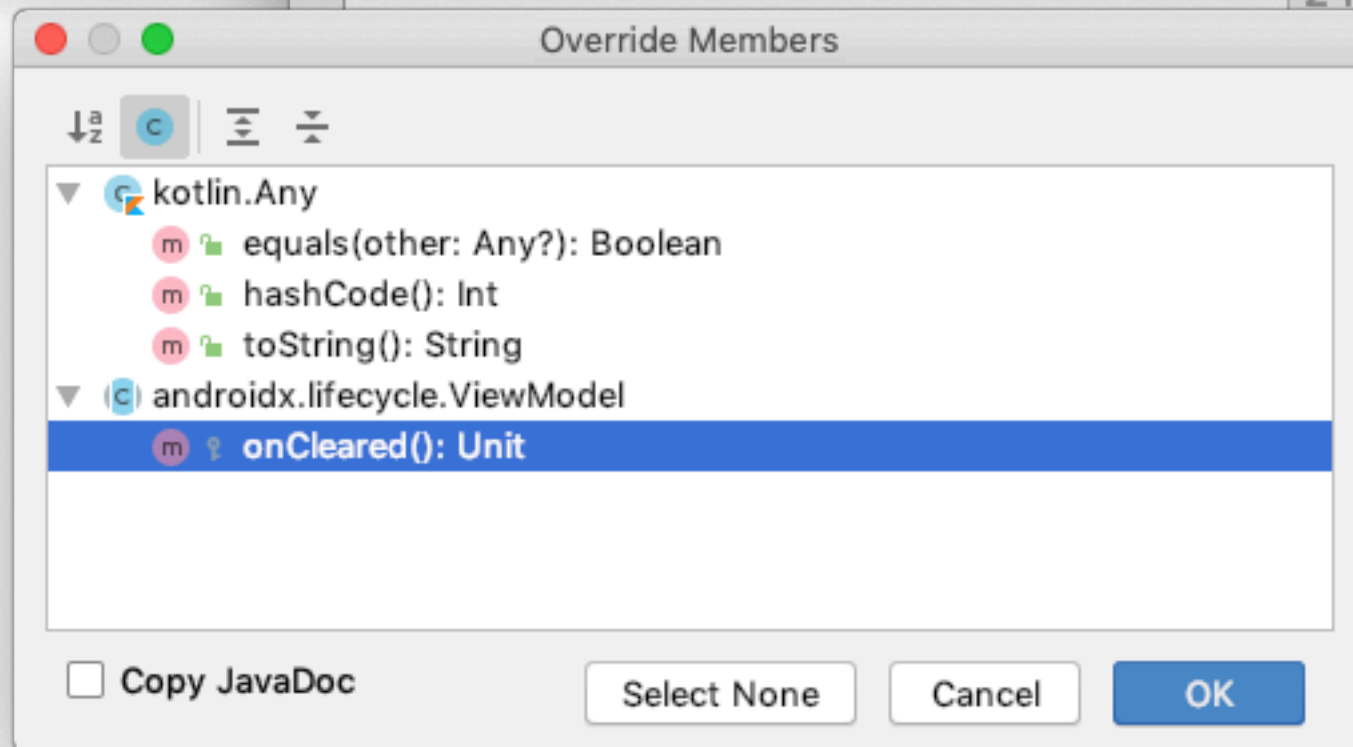 Override Members
kotlin.Any
equals(other: Any?): Boolean
hashCode(): Int
toString(): String
androidx.lifecycle.ViewModel
onCleared(): Unit
Copy JavaDoc
Select None
Cancel
OK